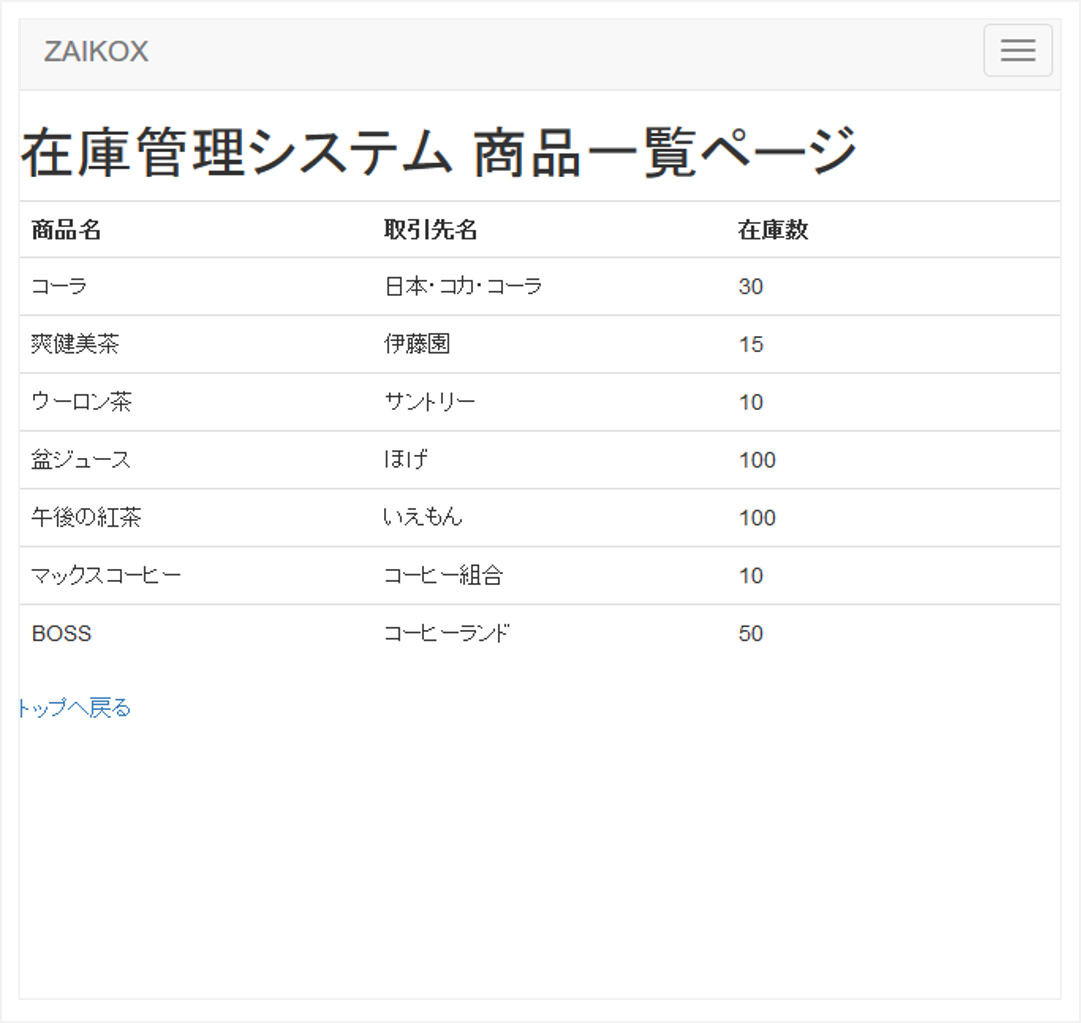 ZAIKOX
在庫管理システム 商品一覧ページ
商品名 取引先名 在庫数
コーラ 日本・コカ・コーラ 30
爽健美茶 伊藤園 15
ウーロン茶 サントリー 10
盆ジュース ほげ 100
午後の紅茶 いえもん 100
マックスコーヒー コーヒー組合 10
BOSS コーヒーランド 50
トップへ戻る